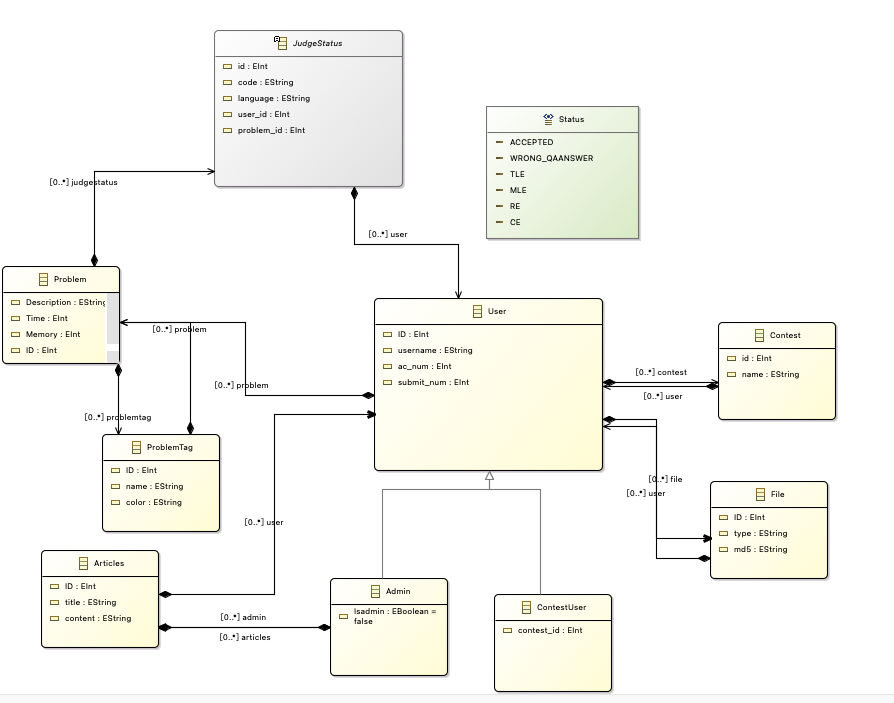 JudgeStatus
id : EInt
code : EString
language : EString
user_id : EInt
problem_id : EInt
Status
ACCEPTED
WRONG_QAANSWER
TLE
MLE
RE
CE
[0..*] judgestatus
[0..*] user
Problem
Description : EString
Time : EInt
Memory : EInt
ID : EInt
[0..*] problem
[0..*] problem
[0..*] problemtag
User
ID : EInt
username : EString
ac_num : EInt
submit_num : EInt
[0..*] contest
[0..*] user
Contest
id : EInt
name : EString
ProblemTag
ID : EInt
name : EString
color : EString
[0..*] file
[0..*] user
File
ID : EInt
type : EString
md5 : EString
[0..*] user
Articles
ID : EInt
title : EString
content : EString
[0..*] admin
[0..*] articles
Admin
Isadmin : EBoolean =
false
ContestUser
contest_id : EInt